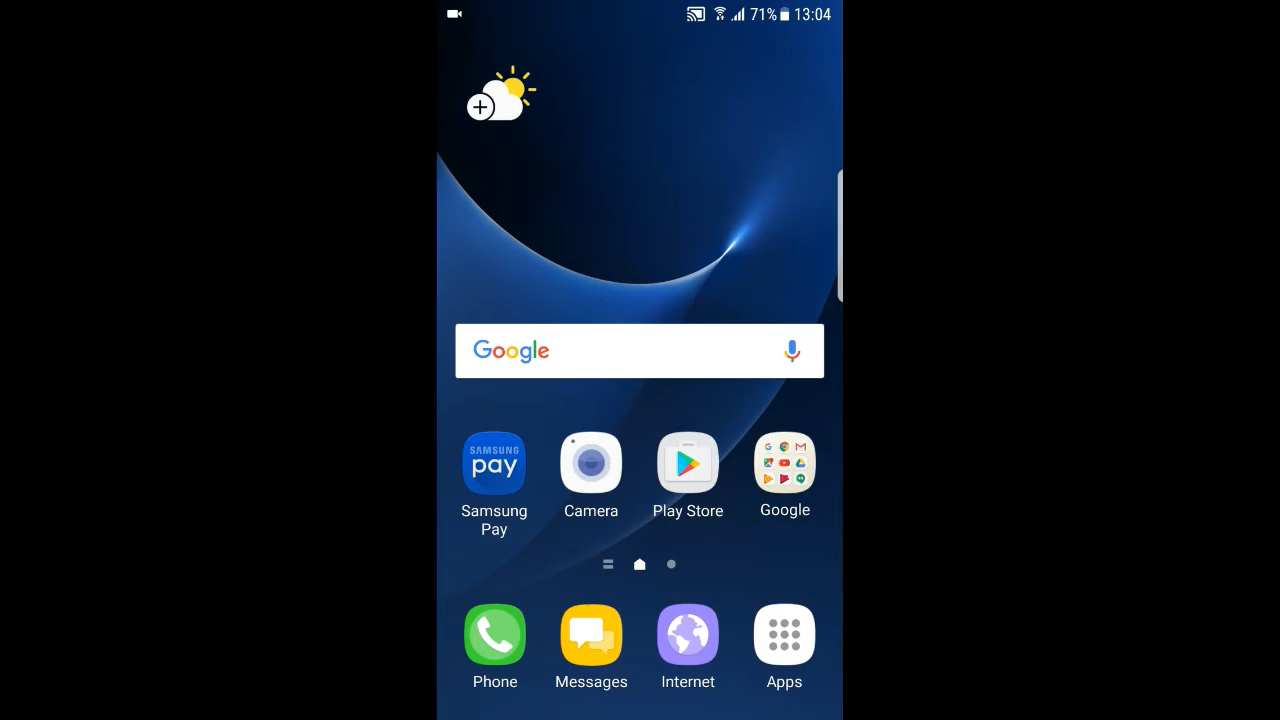 71% 13:04
Google
SAMSUNG
pay
Samsung Pay
Camera
Play Store
Google
Phone
Messages
Internet
Apps